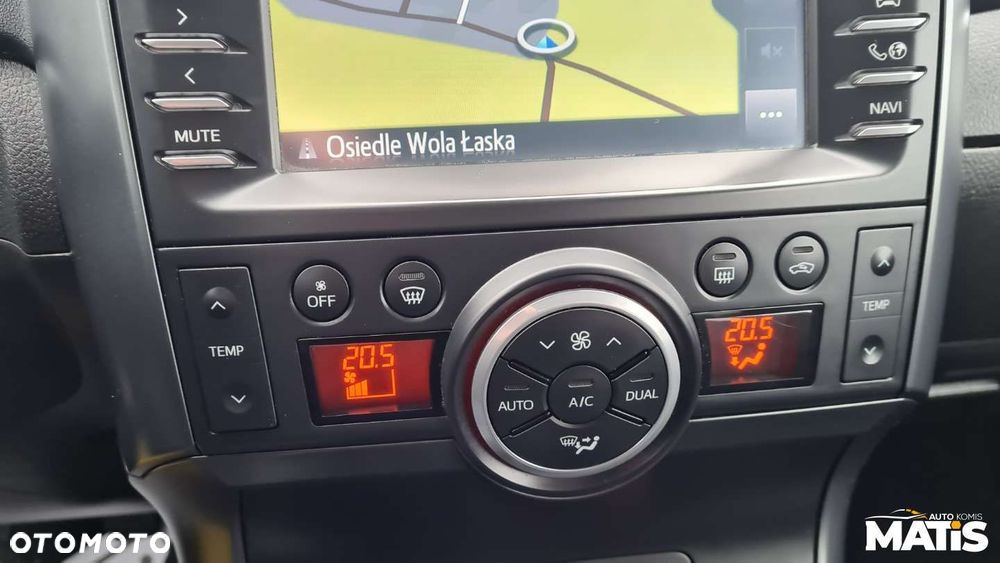 MUTE
NAVI
Osiedle Wola Łaska
OFF
TEMP
20.5
AUTO
A/C
DUAL
20.5
TEMP
OTOMOTO
AUTO KOMIS
MATIS